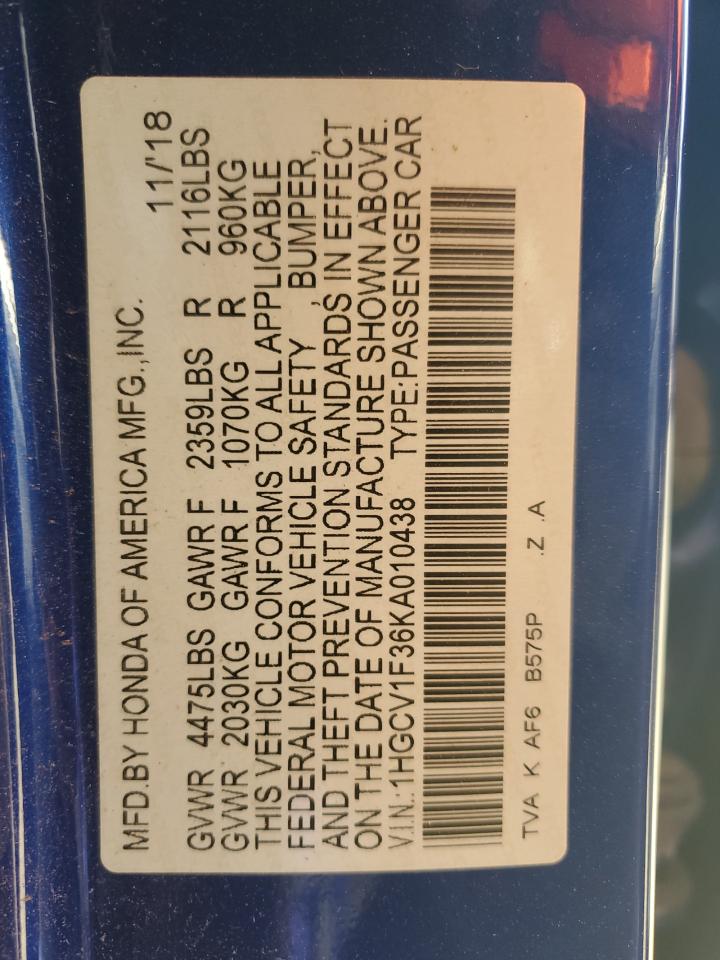 MFD.BY HONDA OF AMERICA MFG.,INC. 11/'18
GVWR 4475LBS GAWR F 2359LBS R 2116LBS
GVWR 2030KG GAWR F 1070KG R 960KG
THIS VEHICLE CONFORMS TO ALL APPLICABLE
FEDERAL MOTOR VEHICLE SAFETY , BUMPER,
AND THEFT PREVENTION STANDARDS IN EFFECT
ON THE DATE OF MANUFACTURE SHOWN ABOVE.
V.I.N.:1HGCV1F36KA010438 TYPE:PASSENGER CAR
TVA K AF6 B575P .Z .A